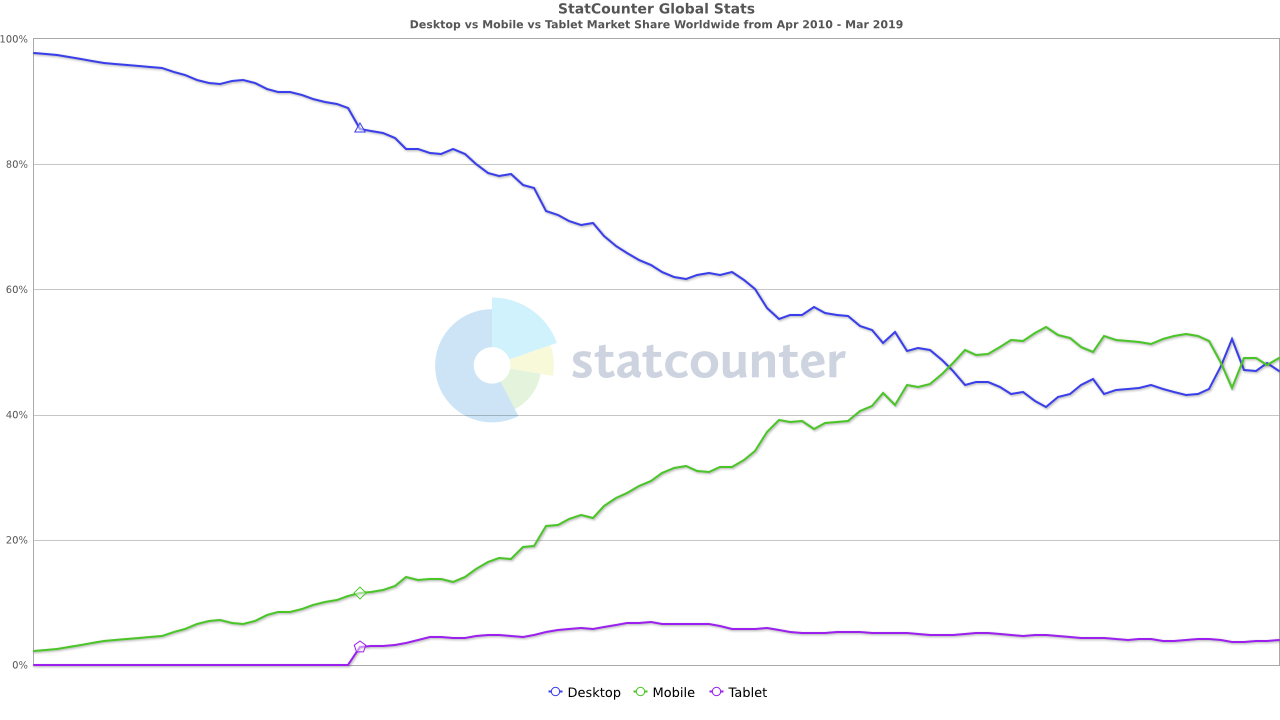 StatCounter Global Stats
Desktop vs Mobile vs Tablet Market Share Worldwide from Apr 2010 - Mar 2019
100%
80%
60%
statcounter
40%
20%
0%
Desktop Mobile Tablet